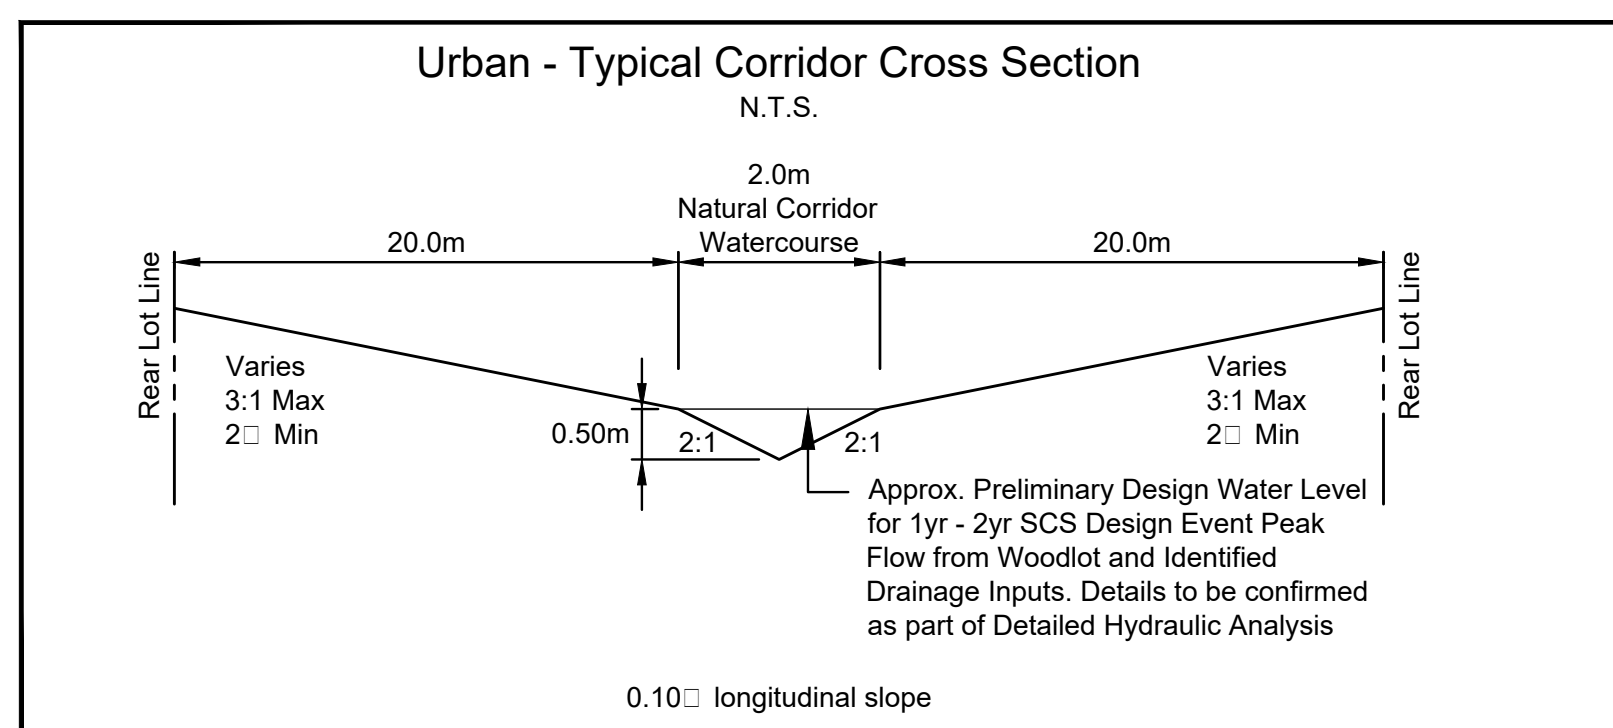 Urban - Typical Corridor Cross Section
N.T.S.
2.0m
Natural Corridor
Watercourse
20.0m
20.0m
Rear Lot Line
Rear Lot Line
Varies
3:1 Max
2□ Min
Varies
3:1 Max
2□ Min
0.50m
2:1
2:1
Approx. Preliminary Design Water Level
for 1yr - 2yr SCS Design Event Peak
Flow from Woodlot and Identified
Drainage Inputs. Details to be confirmed
as part of Detailed Hydraulic Analysis
0.10□ longitudinal slope